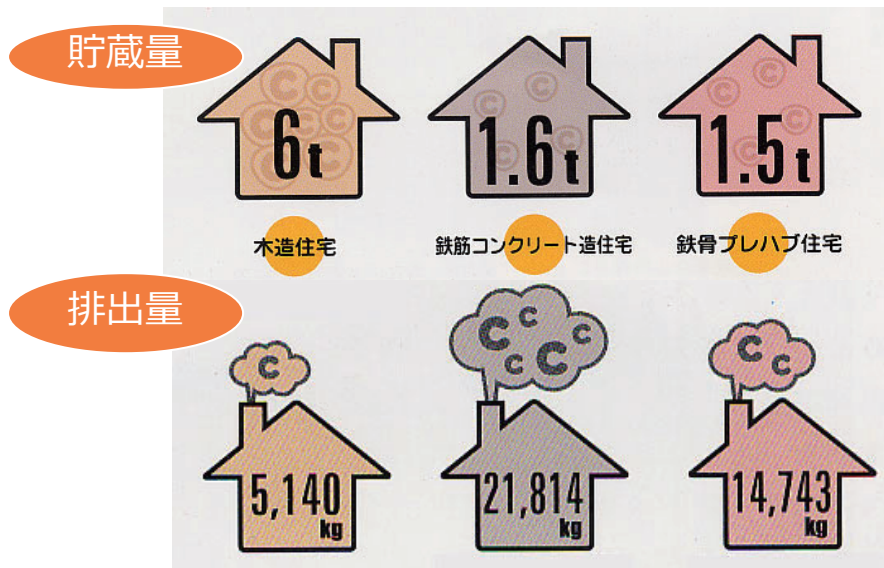 貯蔵量
6t
1.6t
1.5t
木造住宅
鉄筋コンクリート造住宅
鉄骨プレハブ住宅
排出量
C
C C C C C
C C
5,140
kg
21,814
kg
14,743
kg